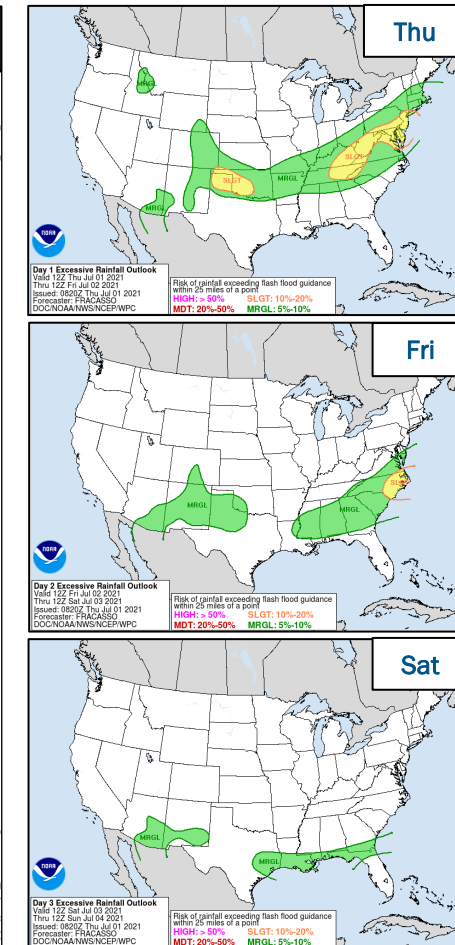 Thu
MRGL
SLGT
SLGT
MRGL
MRGL
NOAA
Day 1 Excessive Rainfall Outlook
Valid 12Z Thu Jul 01 2021
Thru 12Z Fri Jul 02 2021
Issued: 0820Z Thu Jul 01 2021
Forecaster: FRACASSO
DOC/NOAA/NWS/NCEP/WPC
Risk of rainfall exceeding flash flood guidance
within 25 miles of a point
HIGH: > 50% SLGT: 10%-20%
MDT: 20%-50% MRGL: 5%-10%
Fri
SLGT
MRGL
MRGL
NOAA
Day 2 Excessive Rainfall Outlook
Valid 12Z Fri Jul 02 2021
Thru 12Z Sat Jul 03 2021
Issued: 0820Z Thu Jul 01 2021
Forecaster: FRACASSO
DOC/NOAA/NWS/NCEP/WPC
Risk of rainfall exceeding flash flood guidance
within 25 miles of a point
HIGH: > 50% SLGT: 10%-20%
MDT: 20%-50% MRGL: 5%-10%
Sat
MRGL
MRGL
NOAA
Day 3 Excessive Rainfall Outlook
Valid 12Z Sat Jul 03 2021
Thru 12Z Sun Jul 04 2021
Issued: 0820Z Thu Jul 01 2021
Forecaster: FRACASSO
DOC/NOAA/NWS/NCEP/WPC
Risk of rainfall exceeding flash flood guidance
within 25 miles of a point
HIGH: > 50% SLGT: 10%-20%
MDT: 20%-50% MRGL: 5%-10%